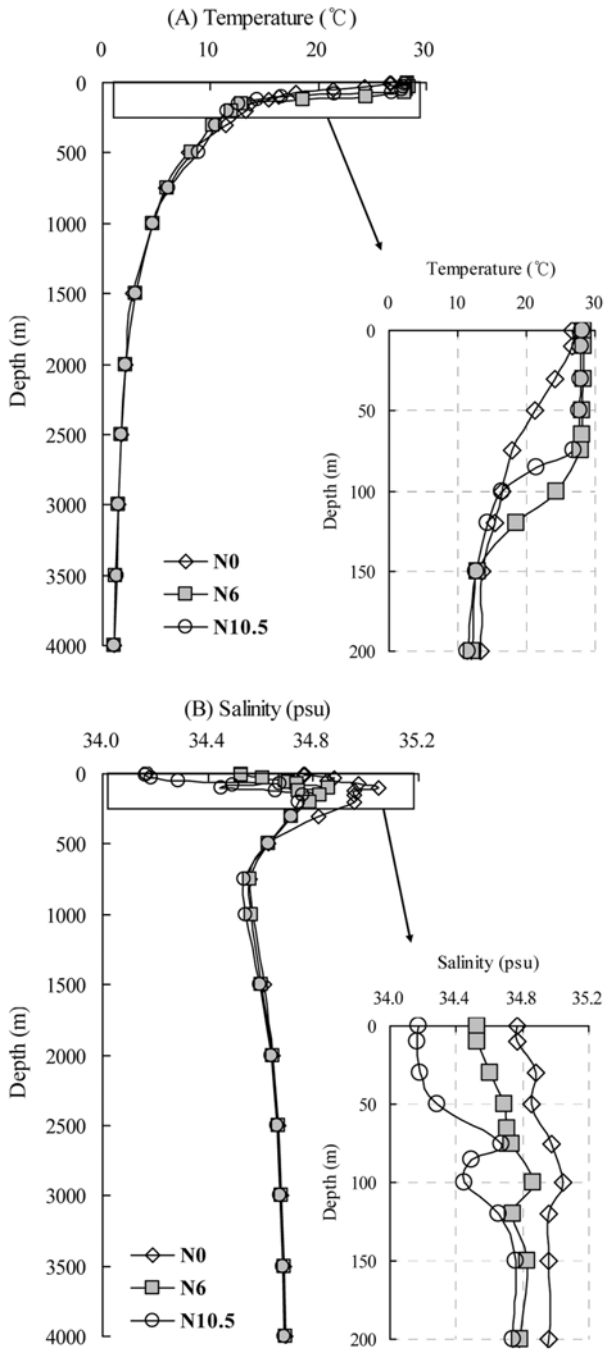 (A) Temperature (℃)
0 10 20 30
0
500
1000
1500
2000
2500
3000
3500
4000
Depth (m)
N0
N6
N10.5
Temperature (℃)
0 10 20 30
0
50
100
150
200
Depth (m)
(B) Salinity (psu)
34.0 34.4 34.8 35.2
0
500
1000
1500
2000
2500
3000
3500
4000
Depth (m)
N0
N6
N10.5
Salinity (psu)
34.0 34.4 34.8 35.2
0
50
100
150
200
Depth (m)